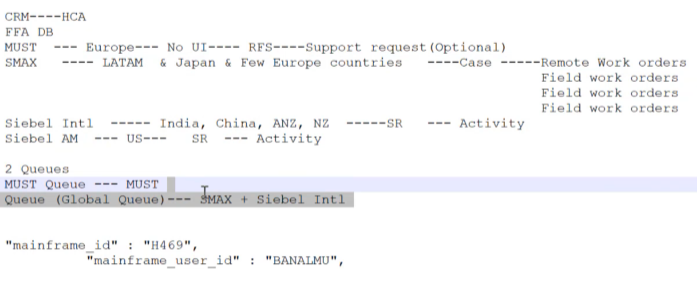 CRM----HCA
FFA DB
MUST --- Europe--- No UI---- RFS----Support request(Optional)
SMAX ---- LATAM & Japan & Few Europe countries ----Case -----Remote Work orders
Field work orders
Field work orders
Field work orders
Siebel Intl ----- India, China, ANZ, NZ -----SR --- Activity
Siebel AM --- US--- SR --- Activity
2 Queues
MUST Queue --- MUST
Queue (Global Queue)--- SMAX + Siebel Intl
"mainframe_id" : "H469",
"mainframe_user_id" : "BANALMU",